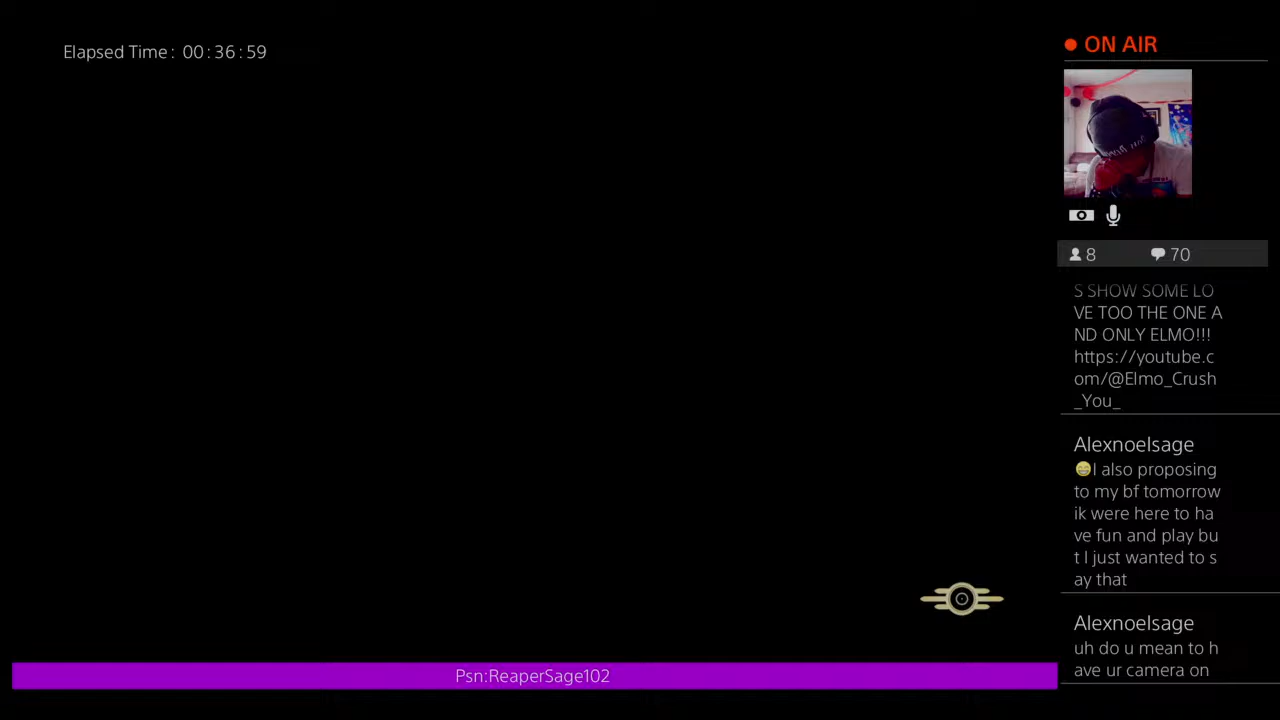 Elapsed Time: 00:36:59
ON AIR
8 70
S SHOW SOME LO
VE TOO THE ONE A
ND ONLY ELMO!!!
https://youtube.c
om/@Elmo_Crush
_You_
Alexnoelsage
😄I also proposing
to my bf tomorrow
ik were here to ha
ve fun and play bu
t I just wanted to s
ay that
Alexnoelsage
uh do u mean to h
ave ur camera on
Psn:ReaperSage102